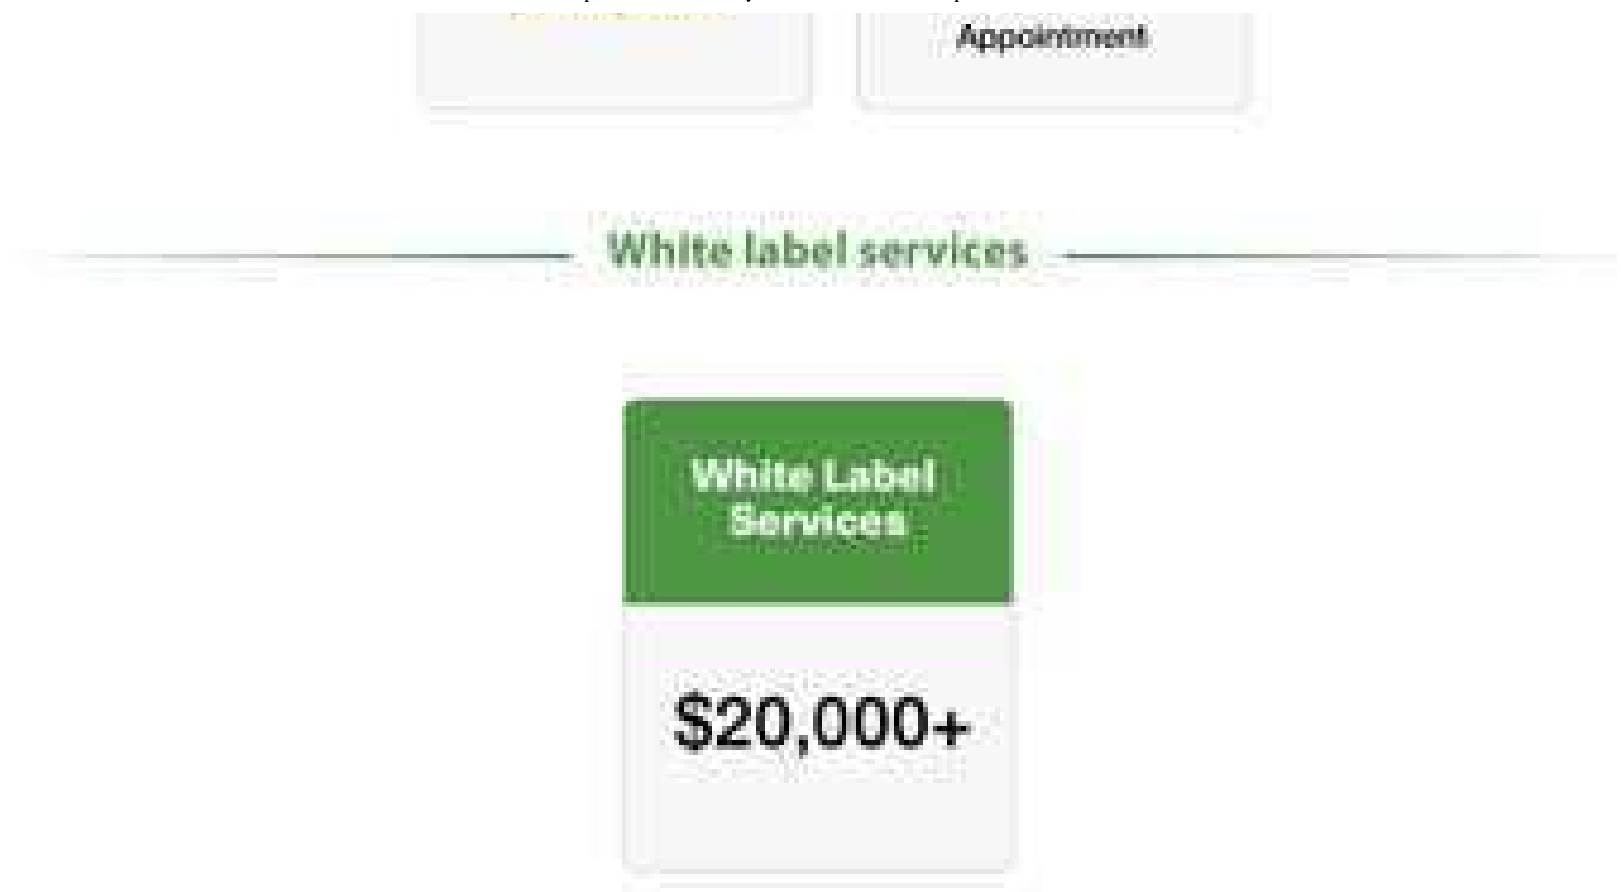 Appointment
White label services
White Label
Services
$20,000+